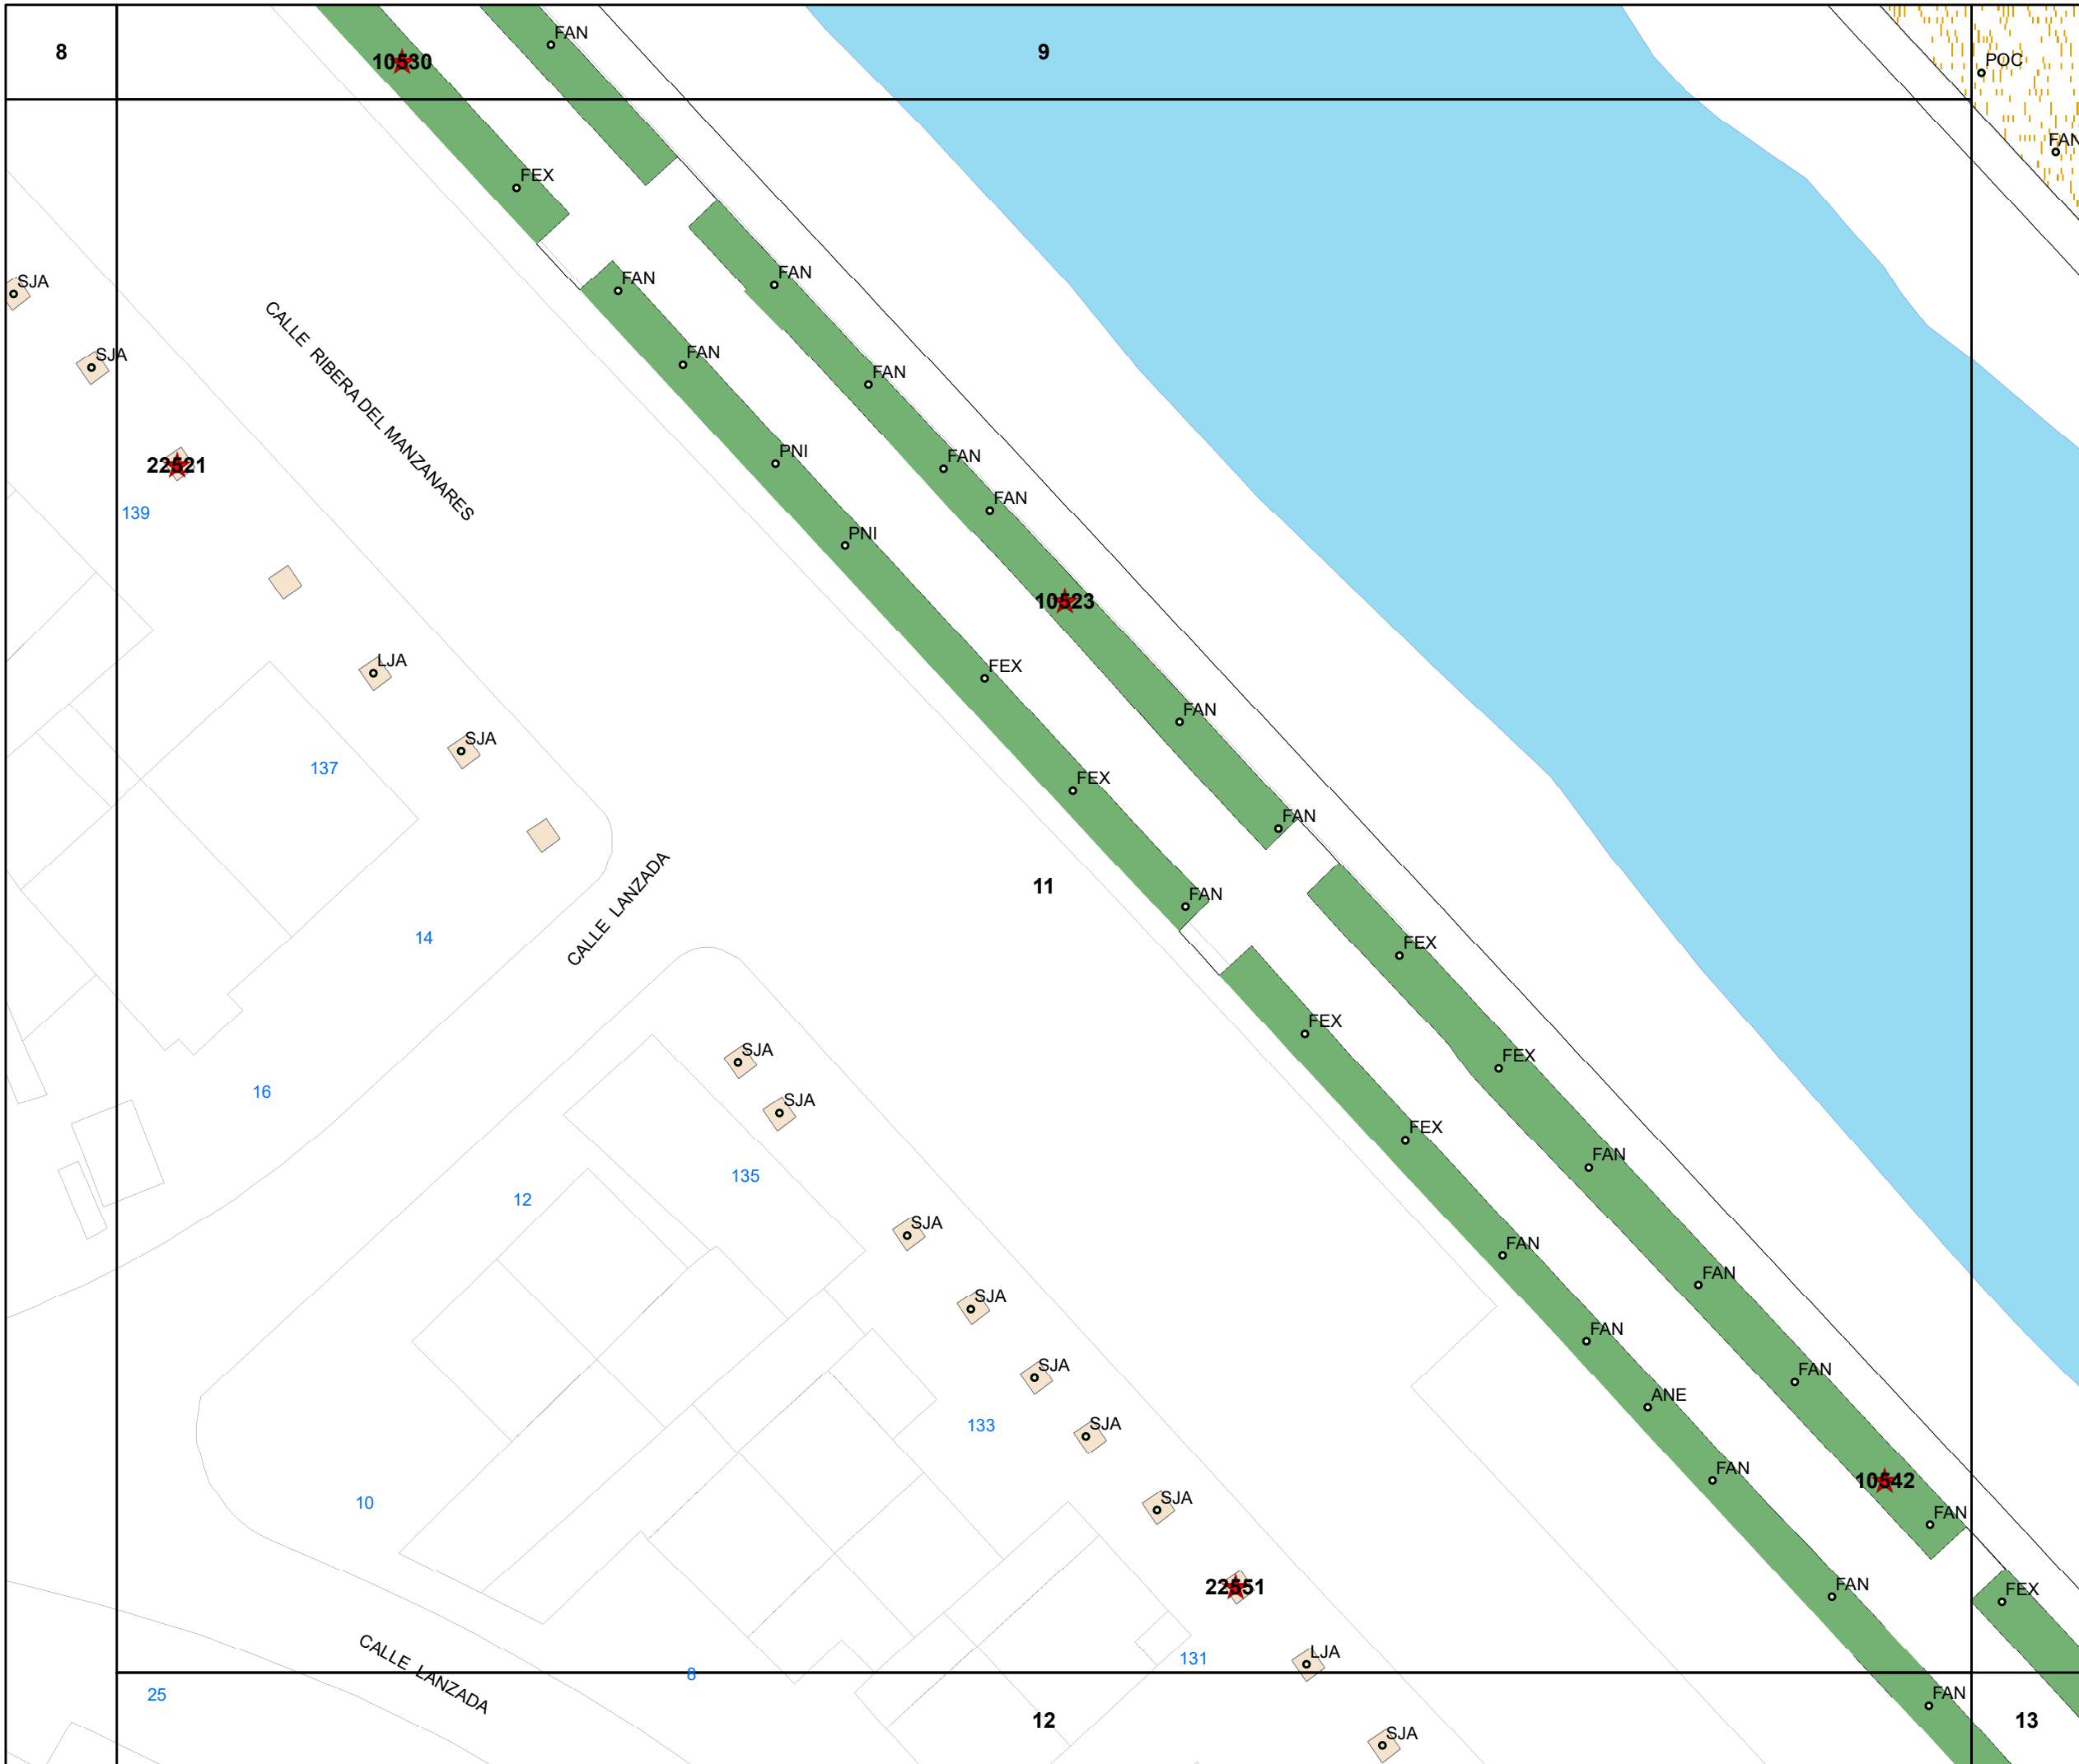 FAN
8
9
10530
POC
FAN
FEX
SJA
FAN
FAN
CALLE RIBERA DEL MANZANARES
SJA
FAN
FAN
22521
PNI
FAN
FAN
139
PNI
10523
LJA
FEX
FAN
SJA
137
FEX
FAN
CALLE LANZADA
11
FAN
14
FEX
FEX
SJA
FEX
16
SJA
FEX
135
FAN
12
SJA
FAN
FAN
SJA
FAN
SJA
FAN
ANE
133
SJA
FAN
10542
10
SJA
FAN
22551
FAN
FEX
CALLE LANZADA
131
LJA
8
25
FAN
12
13
SJA